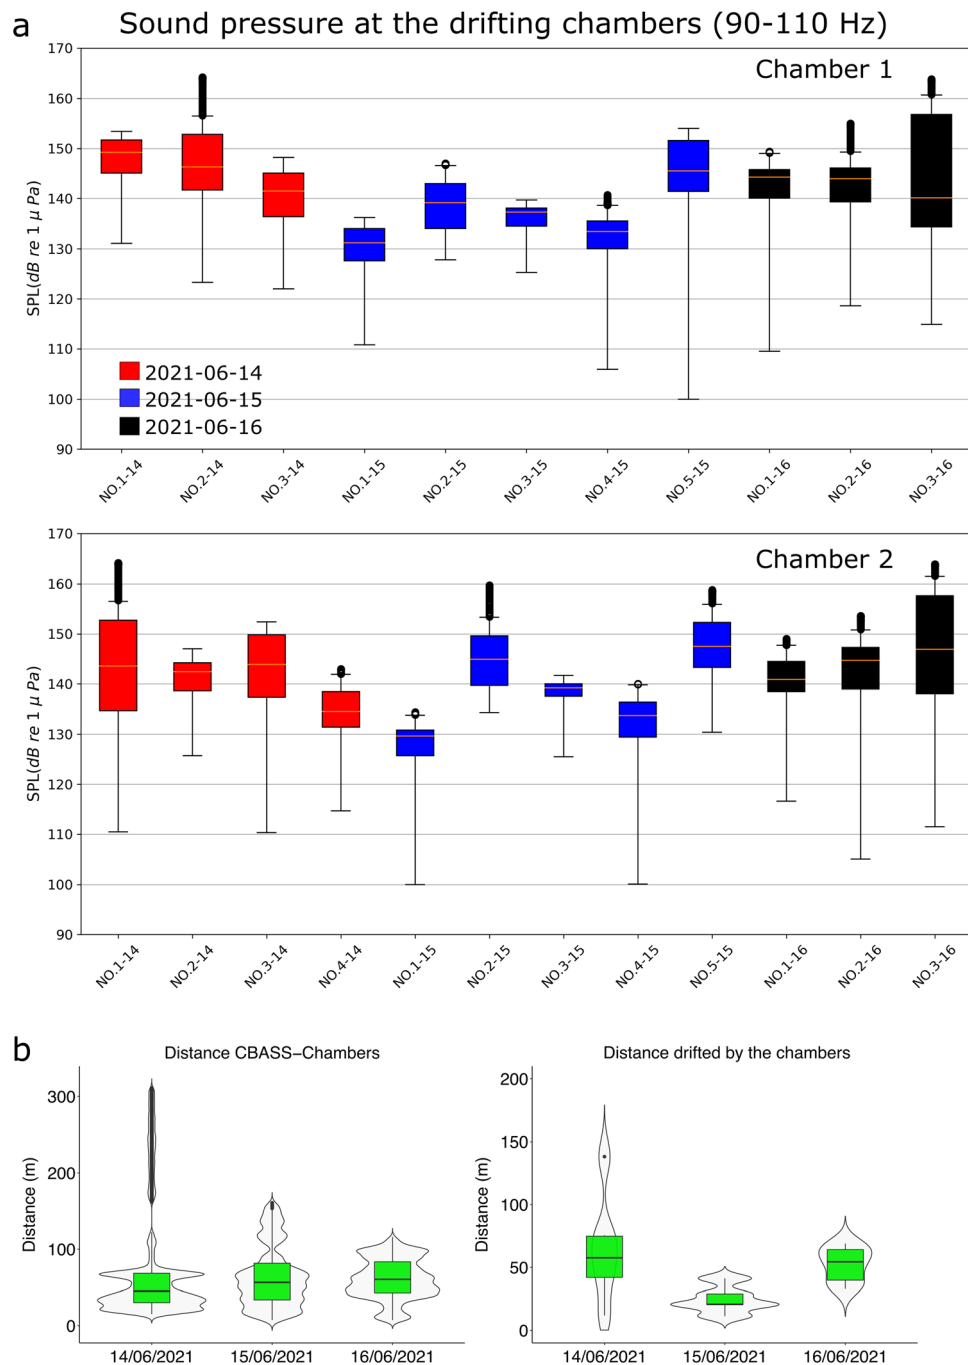 a
Sound pressure at the drifting chambers (90-110 Hz)
Chamber 1
SPL(dB re 1 μ Pa)
170
160
150
140
130
120
110
100
90
2021-06-14
2021-06-15
2021-06-16
NO.1-14 NO.2-14 NO.3-14 NO.1-15 NO.2-15 NO.3-15 NO.4-15 NO.5-15 NO.1-16 NO.2-16 NO.3-16
Chamber 2
SPL(dB re 1 μ Pa)
170
160
150
140
130
120
110
100
90
NO.1-14 NO.2-14 NO.3-14 NO.4-14 NO.1-15 NO.2-15 NO.3-15 NO.4-15 NO.5-15 NO.1-16 NO.2-16 NO.3-16
b
Distance CBASS–Chambers
Distance (m)
300
200
100
0
14/06/2021 15/06/2021 16/06/2021
Distance drifted by the chambers
Distance (m)
200
150
100
50
0
14/06/2021 15/06/2021 16/06/2021